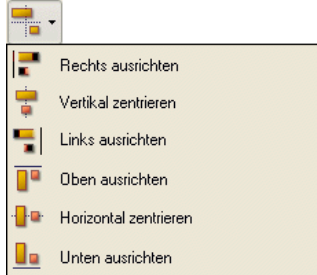 Rechts ausrichten
Vertikal zentrieren
Links ausrichten
Oben ausrichten
Horizontal zentrieren
Unten ausrichten